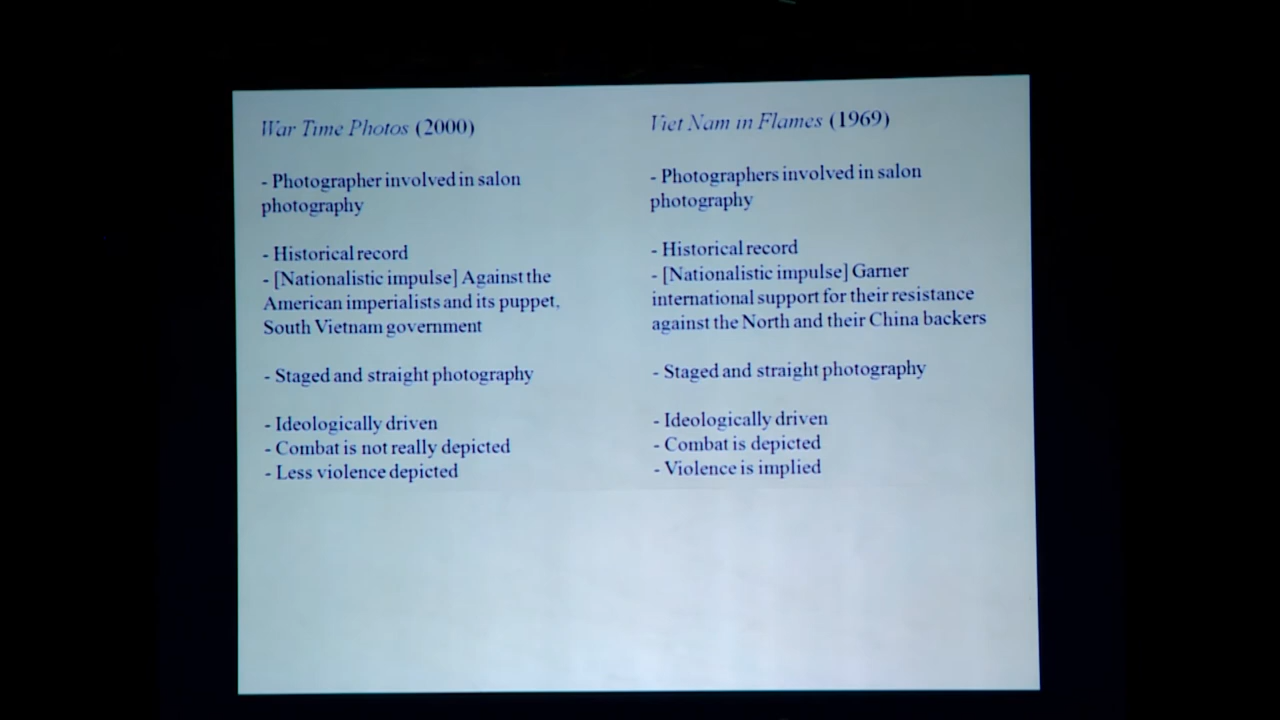 War Time Photos (2000)
- Photographer involved in salon
photography
- Historical record
- [Nationalistic impulse] Against the
American imperialists and its puppet,
South Vietnam government
- Staged and straight photography
- Ideologically driven
- Combat is not really depicted
- Less violence depicted
Viet Nam in Flames (1969)
- Photographers involved in salon
photography
- Historical record
- [Nationalistic impulse] Garner
international support for their resistance
against the North and their China backers
- Staged and straight photography
- Ideologically driven
- Combat is depicted
- Violence is implied